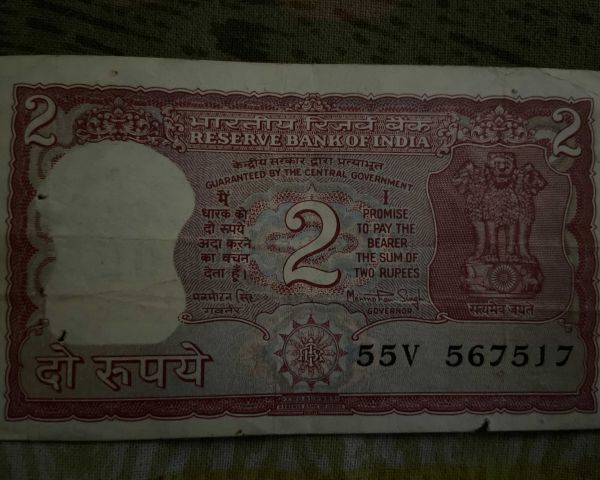 2 भारतीय रिज़र्व बैंक 2
RESERVE BANK OF INDIA
केन्द्रीय सरकार द्वारा प्रत्याभूत
GUARANTEED BY THE CENTRAL GOVERNMENT
मैं
धारक को
दो रुपये
अदा करने
का वचन
देता हूँ।
2
I
PROMISE
TO PAY THE
BEARER
THE SUM OF
TWO RUPEES
मनमोहन सिंह
गवर्नर
Manmohan Singh
GOVERNOR
सत्यमेव जयते
दो रुपये
55V 567517